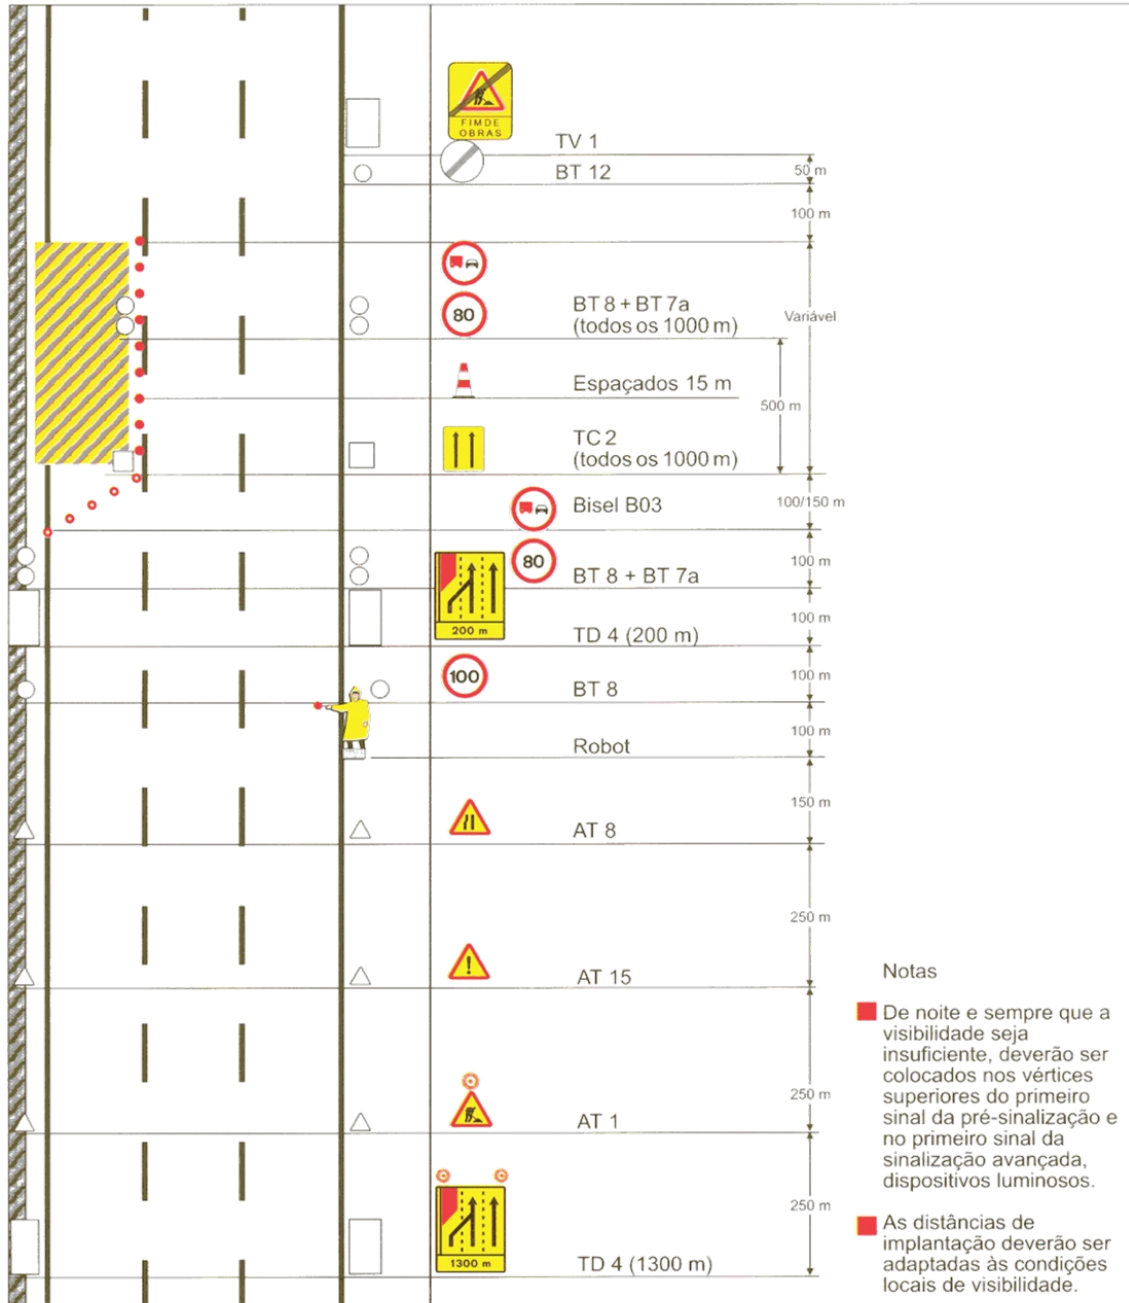 FIM DE
OBRAS
TV 1
BT 12
50 m
100 m
80
BT 8 + BT 7a
(todos os 1000 m)
Variável
Espaçados 15 m
500 m
TC 2
(todos os 1000 m)
Bisel B03
100/150 m
80
100 m
BT 8 + BT 7a
200 m
TD 4 (200 m)
100 m
100
BT 8
100 m
Robot
100 m
150 m
AT 8
250 m
AT 15
250 m
AT 1
250 m
1300 m
TD 4 (1300 m)
Notas
De noite e sempre que a
visibilidade seja
insuficiente, deverão ser
colocados nos vértices
superiores do primeiro
sinal da pré-sinalização e
no primeiro sinal da
sinalização avançada,
dispositivos luminosos.
As distâncias de
implantação deverão ser
adaptadas às condições
locais de visibilidade.